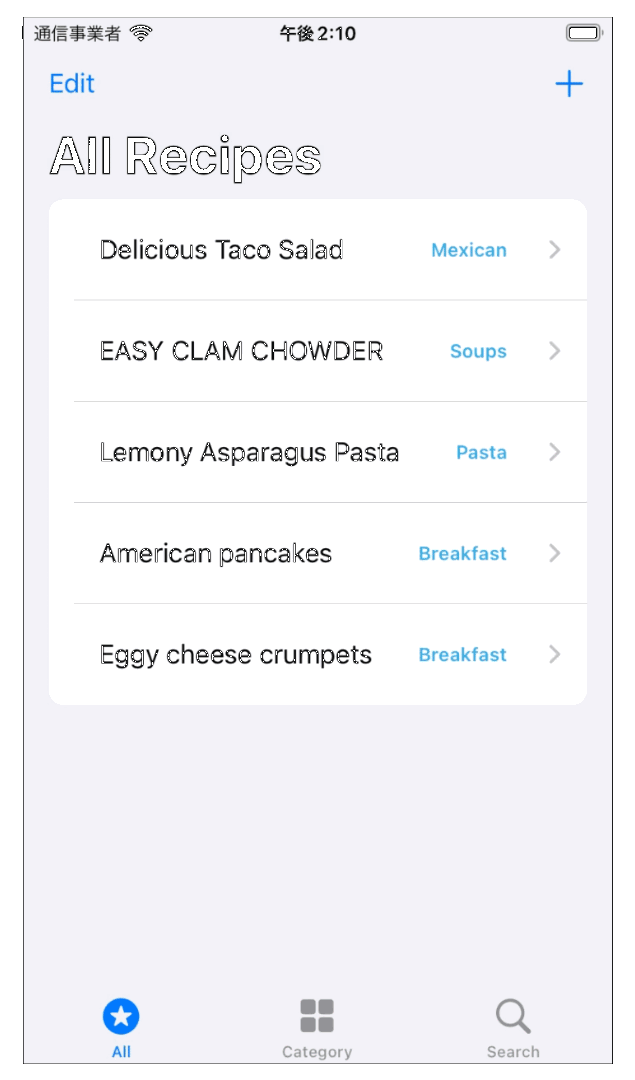 通信事業者 午後2:10
Edit
All Recipes
Delicious Taco Salad Mexican
EASY CLAM CHOWDER Soups
Lemony Asparagus Pasta Pasta
American pancakes Breakfast
Eggy cheese crumpets Breakfast
All Category Search